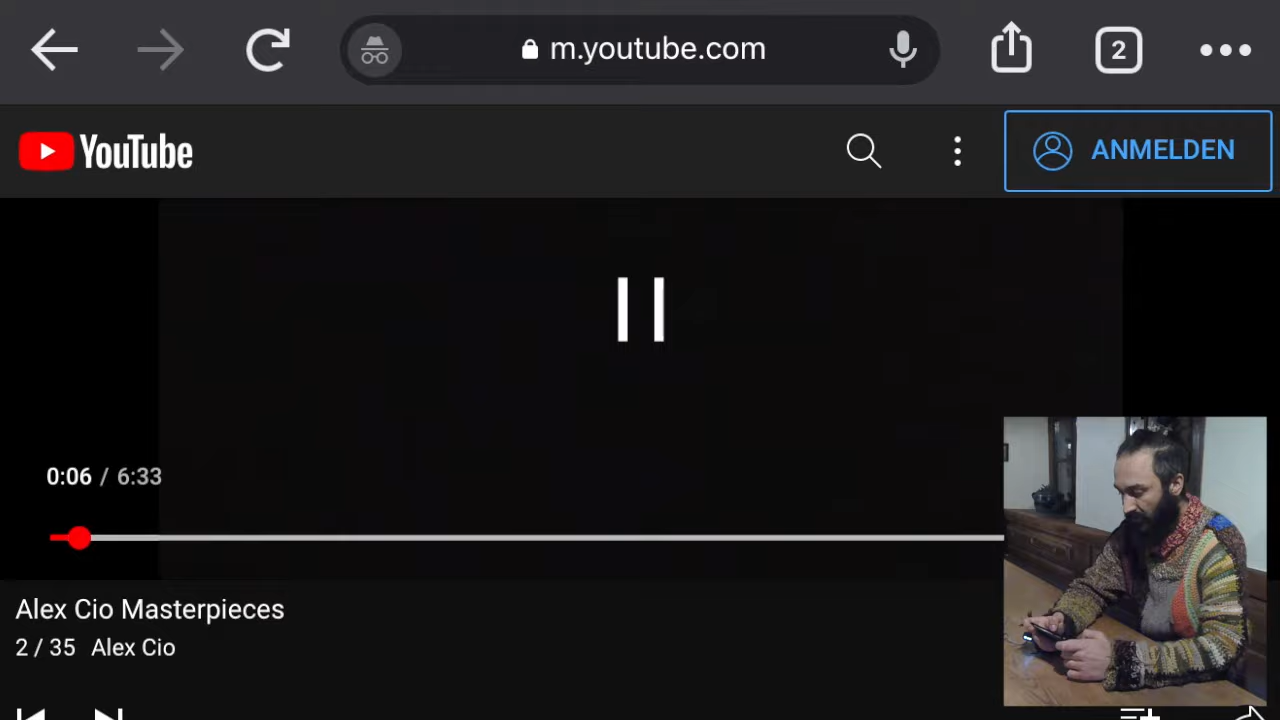 m.youtube.com
2
YouTube
ANMELDEN
0:06 / 6:33
Alex Cio Masterpieces
2 / 35 Alex Cio